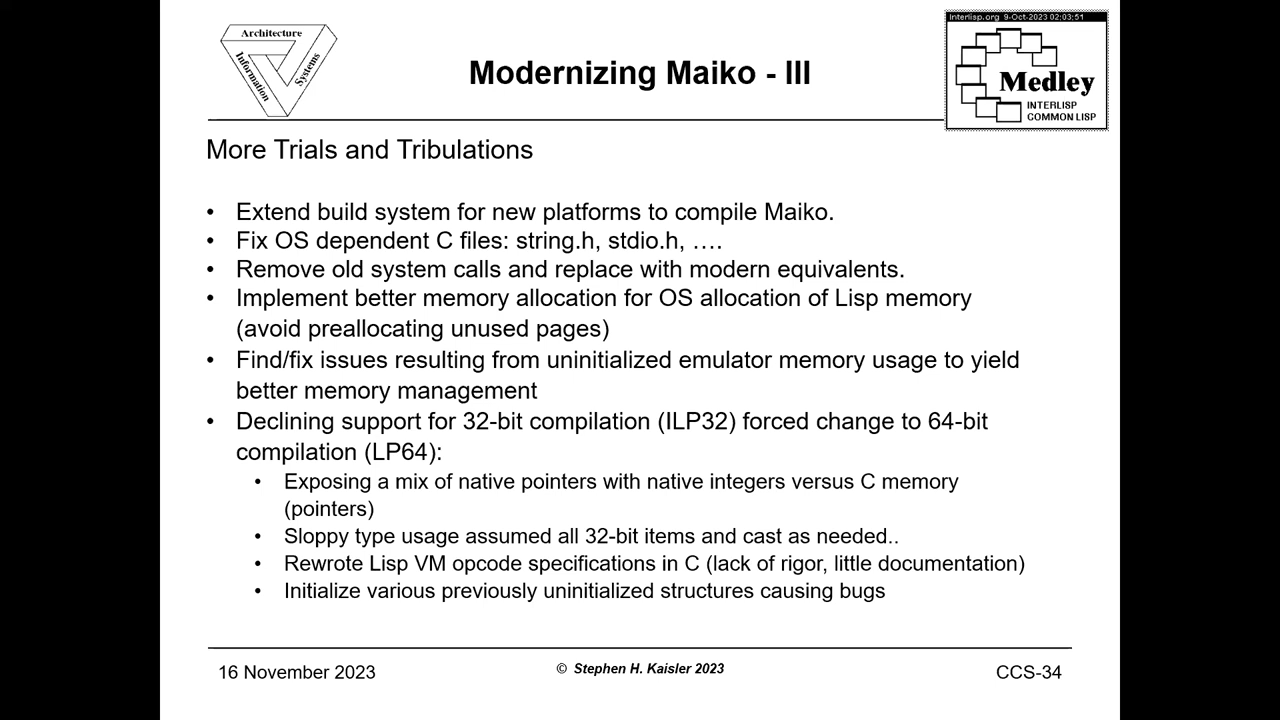 Architecture
Information
Systems
Modernizing Maiko - III
Interlisp.org 9-Oct-2023 02:03:51
Medley
INTERLISP
COMMON LISP
More Trials and Tribulations
• Extend build system for new platforms to compile Maiko.
• Fix OS dependent C files: string.h, stdio.h, ….
• Remove old system calls and replace with modern equivalents.
• Implement better memory allocation for OS allocation of Lisp memory
(avoid preallocating unused pages)
• Find/fix issues resulting from uninitialized emulator memory usage to yield
better memory management
• Declining support for 32-bit compilation (ILP32) forced change to 64-bit
compilation (LP64):
• Exposing a mix of native pointers with native integers versus C memory
(pointers)
• Sloppy type usage assumed all 32-bit items and cast as needed..
• Rewrote Lisp VM opcode specifications in C (lack of rigor, little documentation)
• Initialize various previously uninitialized structures causing bugs
16 November 2023
© Stephen H. Kaisler 2023
CCS-34